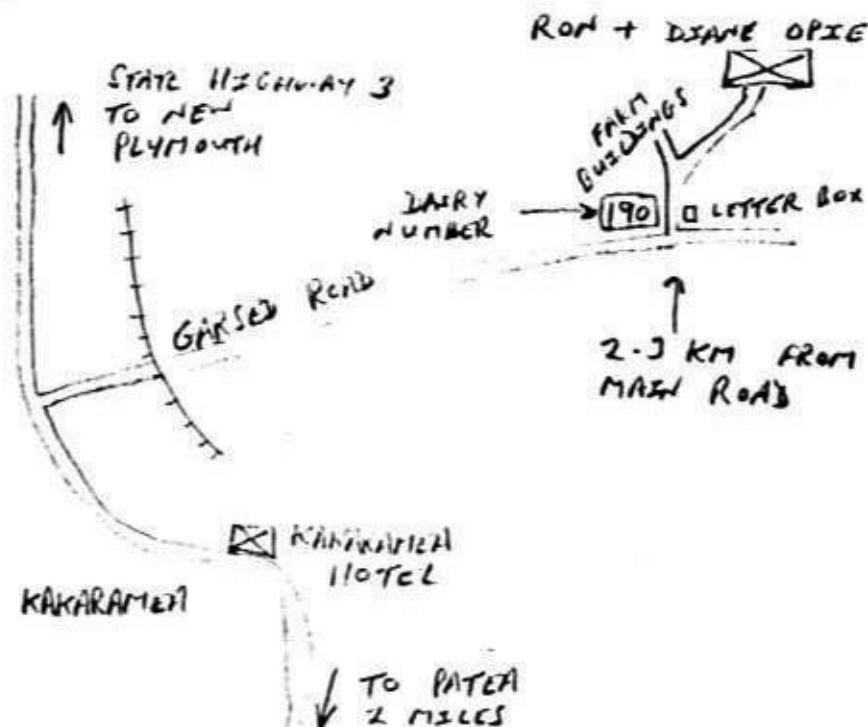 RON + DIANE OPIE
STATE HIGHWAY 3
TO NEW
PLYMOUTH
FARM
BUILDINGS
DAIRY
NUMBER
190
LETTER BOX
GARSED ROAD
2.3 KM FROM
MAIN ROAD
KAKARAMEA
HOTEL
KAKARAMEA
TO PATEA
2 MILES